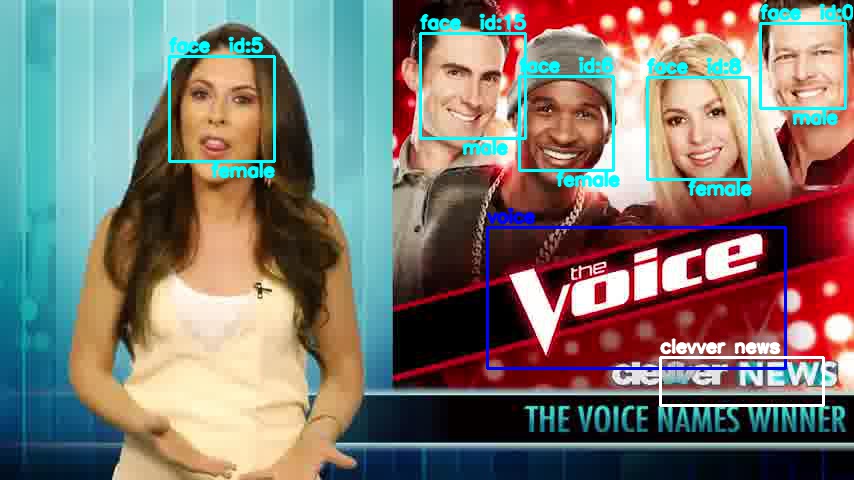 face id:15
face id:0
face id:5
face id:6
face id:8
male
male
female
female
female
voice
the
Voice
clevver news
clevver NEWS
THE VOICE NAMES WINNER